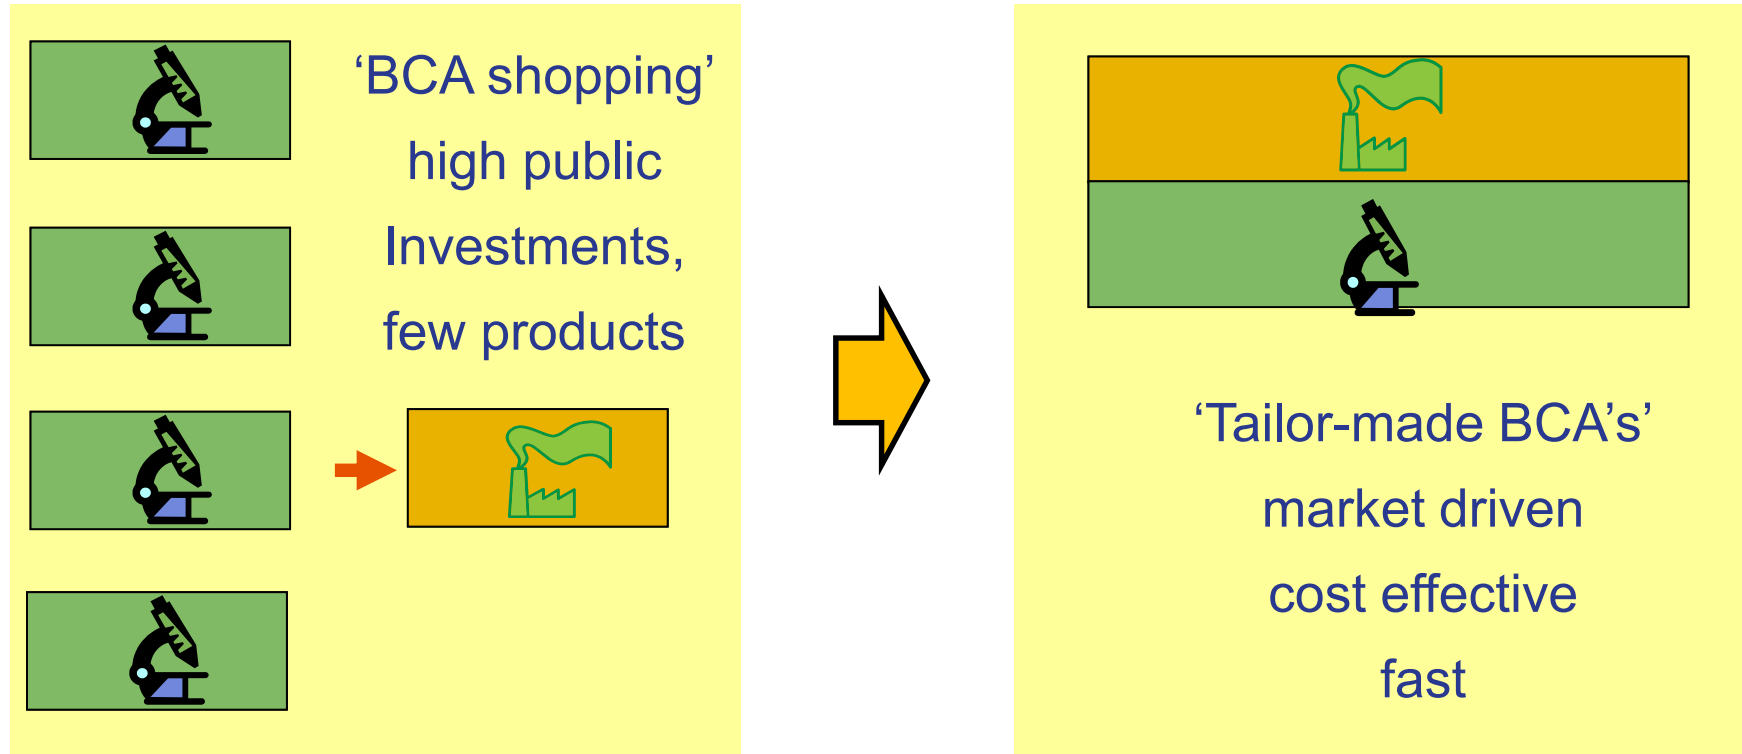 ‘BCA shopping’
high public
Investments,
few products
‘Tailor-made BCA’s’
market driven
cost effective
fast